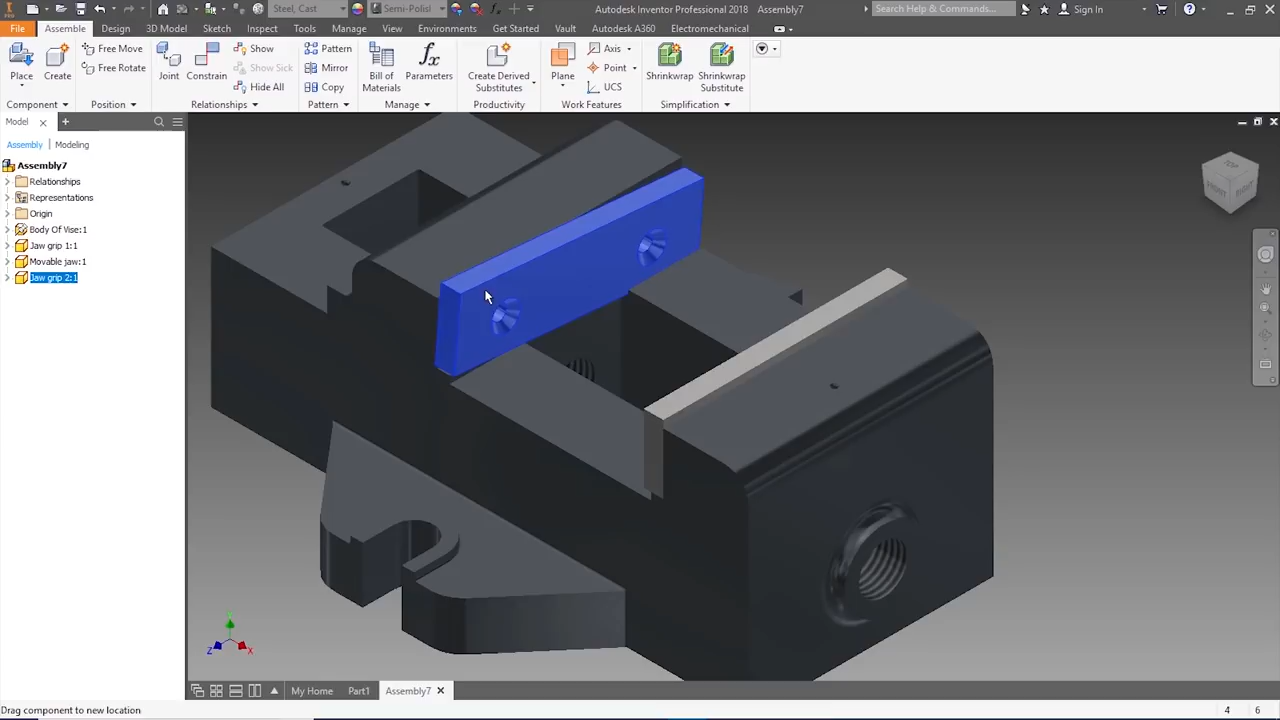 Steel, Cast
Semi-Polisl
Autodesk Inventor Professional 2018 Assembly7
Search Help & Commands...
Sign In
File Assemble Design 3D Model Sketch Inspect Tools Manage View Environments Get Started Vault Autodesk A360 Electromechanical
Place
Create
Free Move
Free Rotate
Joint
Constrain
Show
Show Sick
Hide All
Pattern
Mirror
Copy
Bill of
Materials
fx
Parameters
Create Derived
Substitutes
Plane
Axis
Point
UCS
Shrinkwrap
Shrinkwrap
Substitute
Component Position Relationships Pattern Manage Productivity Work Features Simplification
Model
Assembly Modeling
Assembly7
Relationships
Representations
Origin
Body Of Vise:1
Jaw grip 1:1
Movable jaw:1
Jaw grip 2:1
TOP
FRONT
RIGHT
Y
Z X
My Home Part1 Assembly7
Drag component to new location
4 6